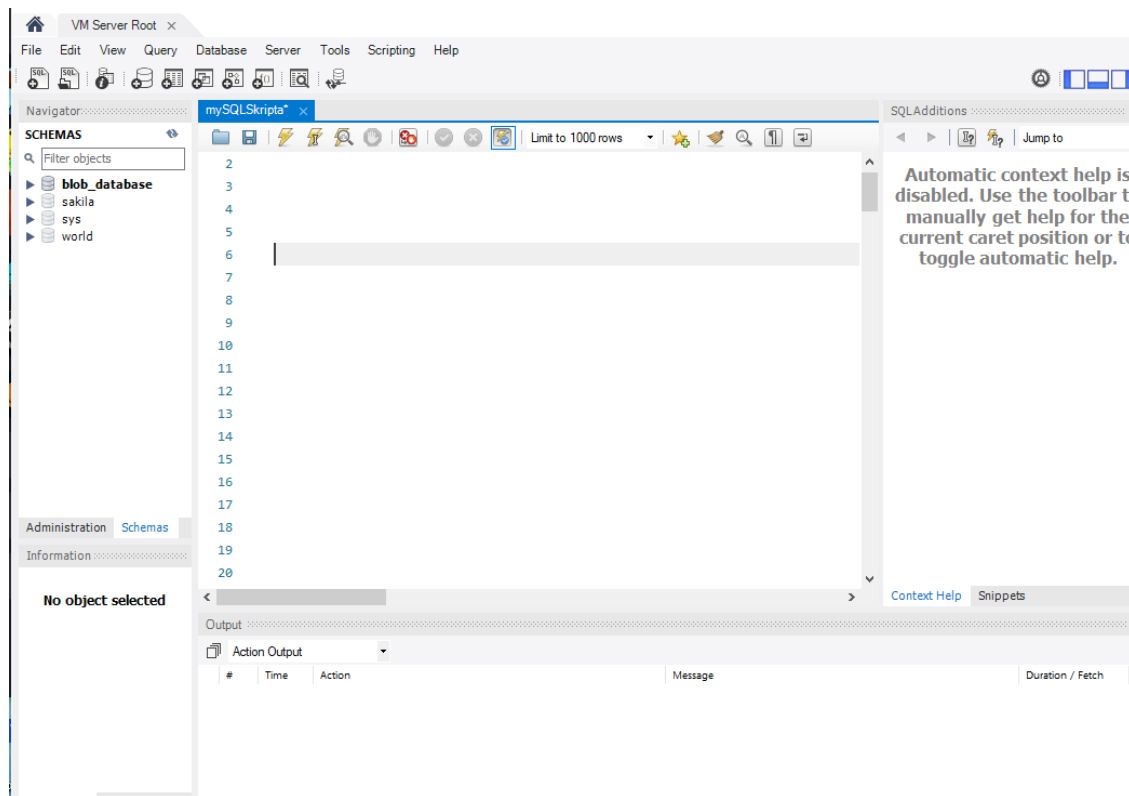 VM Server Root
File Edit View Query Database Server Tools Scripting Help
SQL SQL
Navigator
SCHEMAS
Filter objects
blob_database
sakila
sys
world
Administration Schemas
Information
No object selected
mySQLSkripta*
Limit to 1000 rows
2
3
4
5
6
7
8
9
10
11
12
13
14
15
16
17
18
19
20
SQLAdditions
Jump to
Automatic context help is
disabled. Use the toolbar t
manually get help for the
current caret position or to
toggle automatic help.
Context Help Snippets
Output
Action Output
# Time Action Message Duration / Fetch